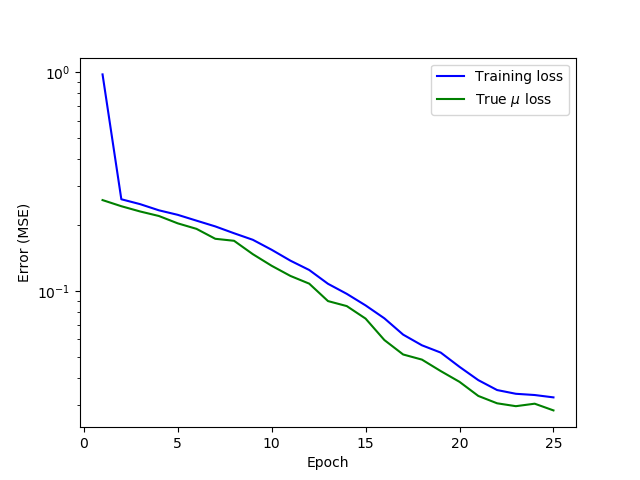 Training loss
True μ loss
Error (MSE)
10⁰
10⁻¹
0 5 10 15 20 25
Epoch